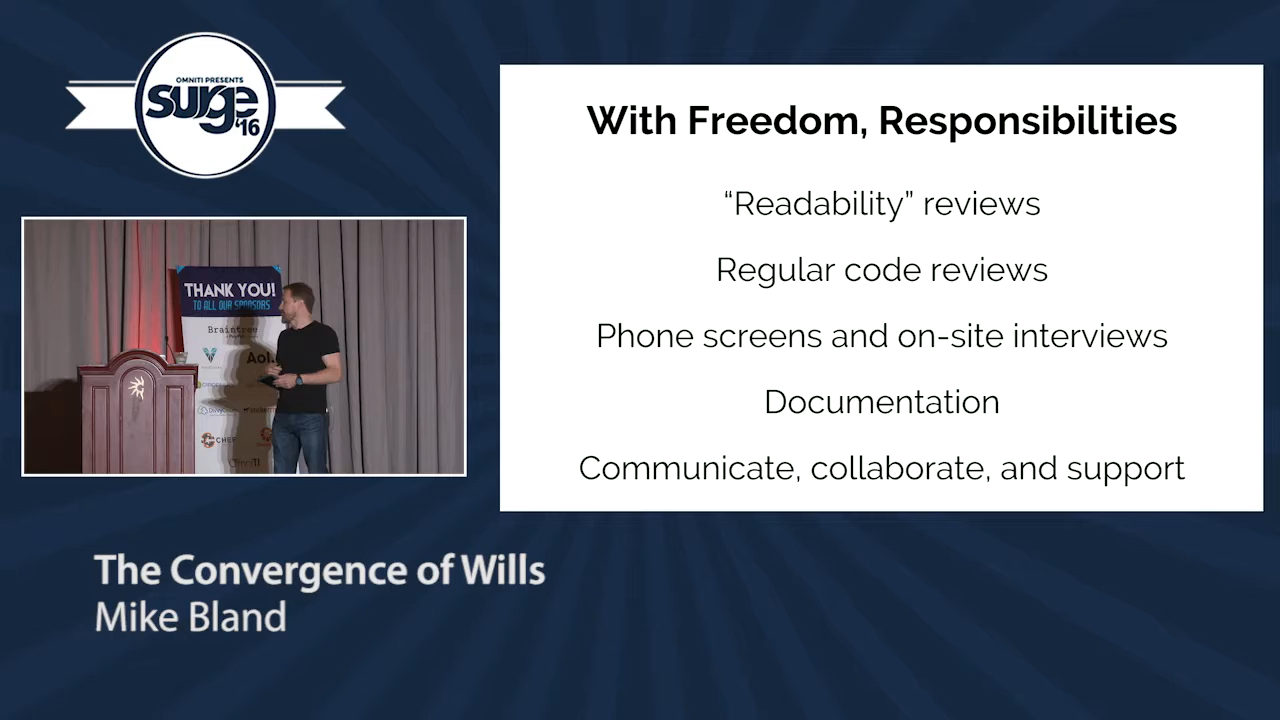 OMNITI PRESENTS
surge
'16
With Freedom, Responsibilities
“Readability” reviews
Regular code reviews
Phone screens and on-site interviews
Documentation
Communicate, collaborate, and support
THANK YOU!
TO ALL OUR SPONSORS
Braintree
Aol.
CHEF
The Convergence of Wills
Mike Bland